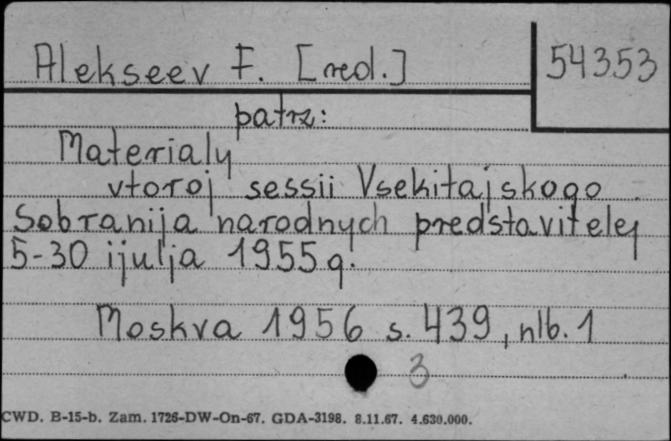 Alekseev F. [red.]
54353
patrz:
Materialy
vtoroj sessii Vsekitajskogo
Sobranija narodnych predstavitelej
5-30 ijulja 1955 g.
Moskva 1956 s. 439, nlb. 1
3
CWD. B-15-b. Zam. 1726-DW-On-67. GDA-3198. 8.11.67. 4.630.000.